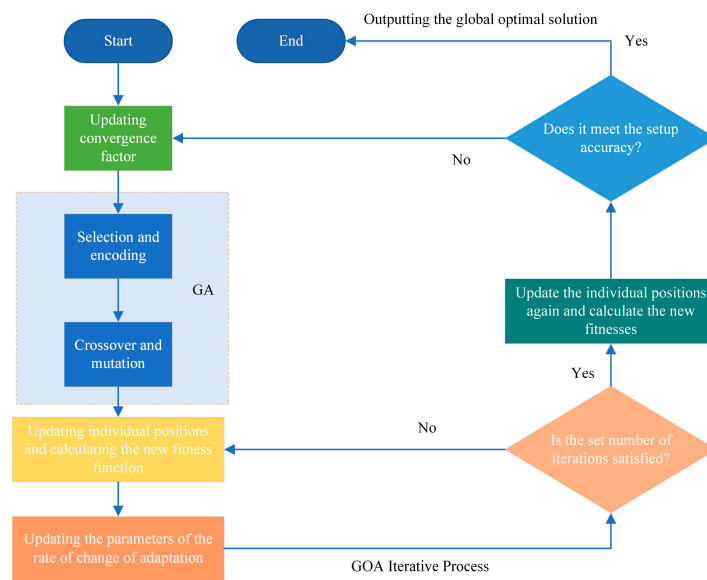 Outputting the global optimal solution
Start
End
Yes
Updating
convergence
factor
Does it meet the setup
accuracy?
No
Selection and
encoding
GA
Crossover and
mutation
Update the individual positions
again and calculate the new
fitnesses
Yes
Updating individual positions
and calculating the new fitness
function
No
Is the set number of
iterations satisfied?
Updating the parameters of the
rate of change of adaptation
GOA Iterative Process